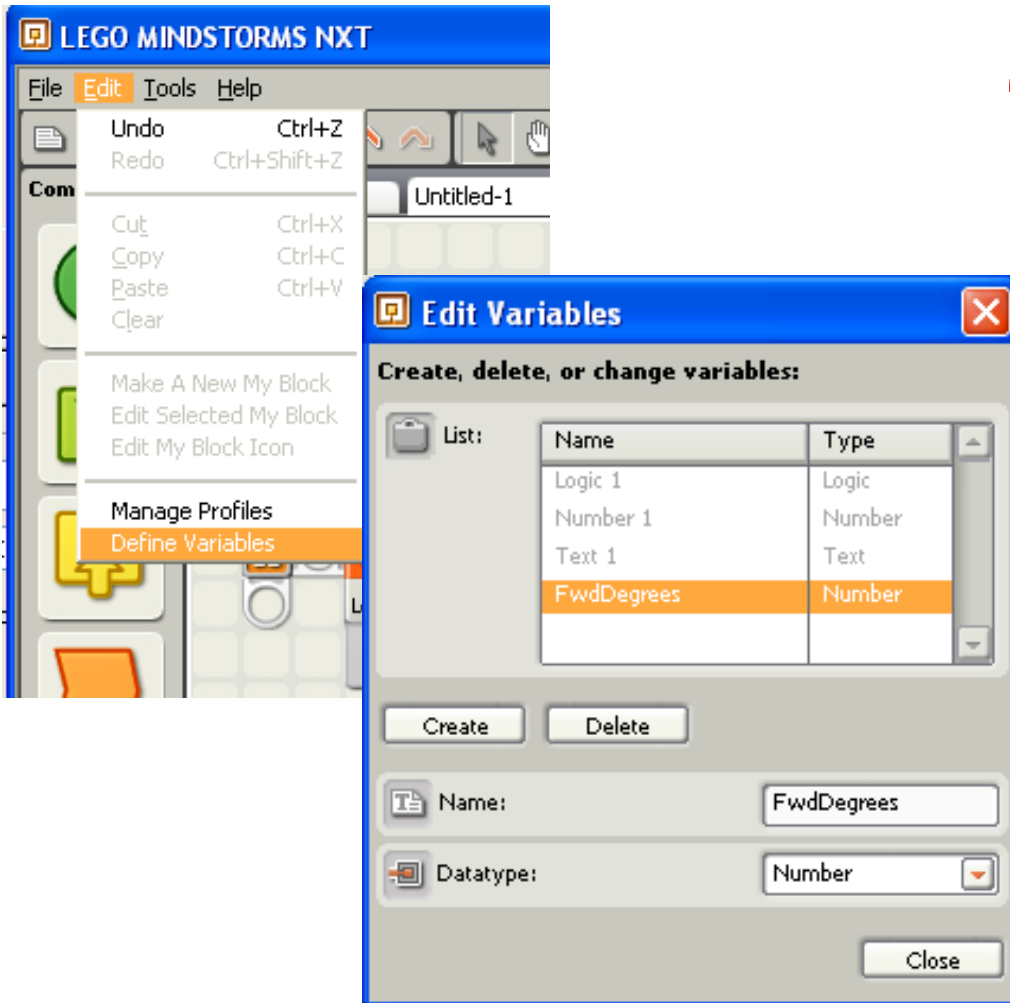 LEGO MINDSTORMS NXT
File Edit Tools Help
Undo Ctrl+Z
Redo Ctrl+Shift+Z
Com
Untitled-1
Cut Ctrl+X
Copy Ctrl+C
Paste Ctrl+V
Clear
Make A New My Block
Edit Selected My Block
Edit My Block Icon
Manage Profiles
Define Variables
Edit Variables
Create, delete, or change variables:
List:
Name Type
Logic 1 Logic
Number 1 Number
Text 1 Text
FwdDegrees Number
Create Delete
Name: FwdDegrees
Datatype: Number
Close